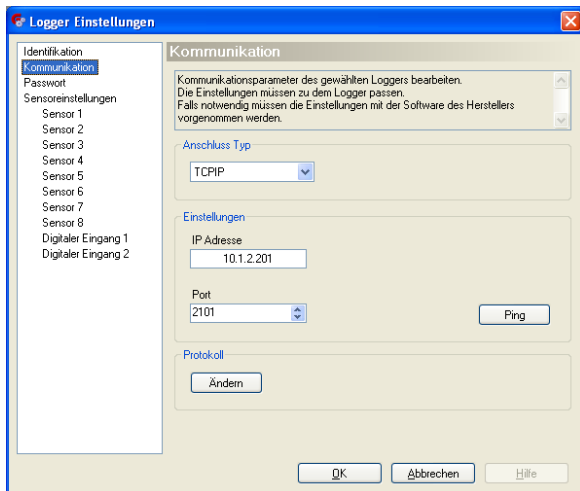 Logger Einstellungen
Identifikation
Kommunikation
Passwort
Sensoreinstellungen
Sensor 1
Sensor 2
Sensor 3
Sensor 4
Sensor 5
Sensor 6
Sensor 7
Sensor 8
Digitaler Eingang 1
Digitaler Eingang 2
Kommunikation
Kommunikationsparameter des gewählten Loggers bearbeiten.
Die Einstellungen müssen zu dem Logger passen.
Falls notwendig müssen die Einstellungen mit der Software des Herstellers
vorgenommen werden.
Anschluss Typ
TCPIP
Einstellungen
IP Adresse
10.1.2.201
Port
2101
Ping
Protokoll
Ändern
OK
Abbrechen
Hilfe